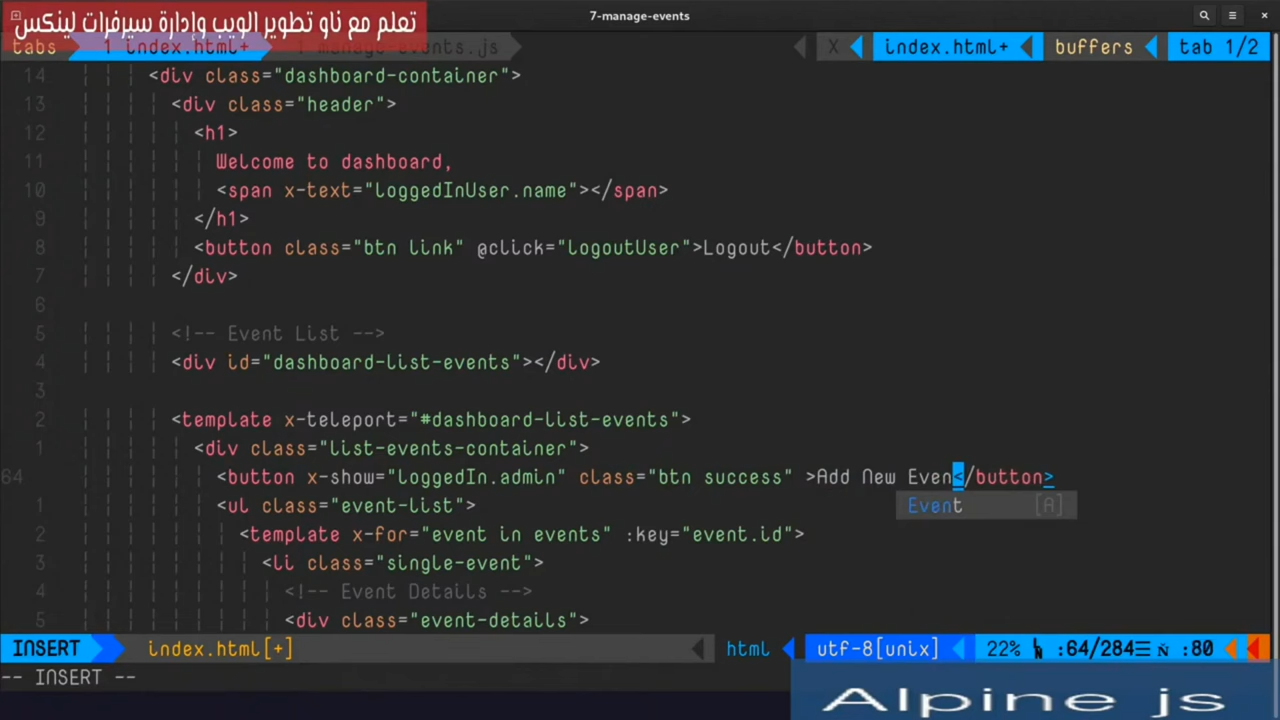 7-manage-events
تعلم مع ناو تطوير الويب وإدارة سيرفرات لينكس
tabs 1 index.html+ 1 manage-events.js X index.html+ buffers tab 1/2
14 <div class="dashboard-container">
13 <div class="header">
12 <h1>
11 Welcome to dashboard,
10 <span x-text="loggedInUser.name"></span>
9 </h1>
8 <button class="btn link" @click="logoutUser">Logout</button>
7 </div>
6
5 <!-- Event List -->
4 <div id="dashboard-list-events"></div>
3
2 <template x-teleport="#dashboard-list-events">
1 <div class="list-events-container">
64 <button x-show="loggedIn.admin" class="btn success" >Add New Even</button>
1 <ul class="event-list">
Event [A]
2 <template x-for="event in events" :key="event.id">
3 <li class="single-event">
4 <!-- Event Details -->
5 <div class="event-details">
INSERT index.html[+] html utf-8[unix] 22% :64/284☰ :80
-- INSERT --
Alpine js